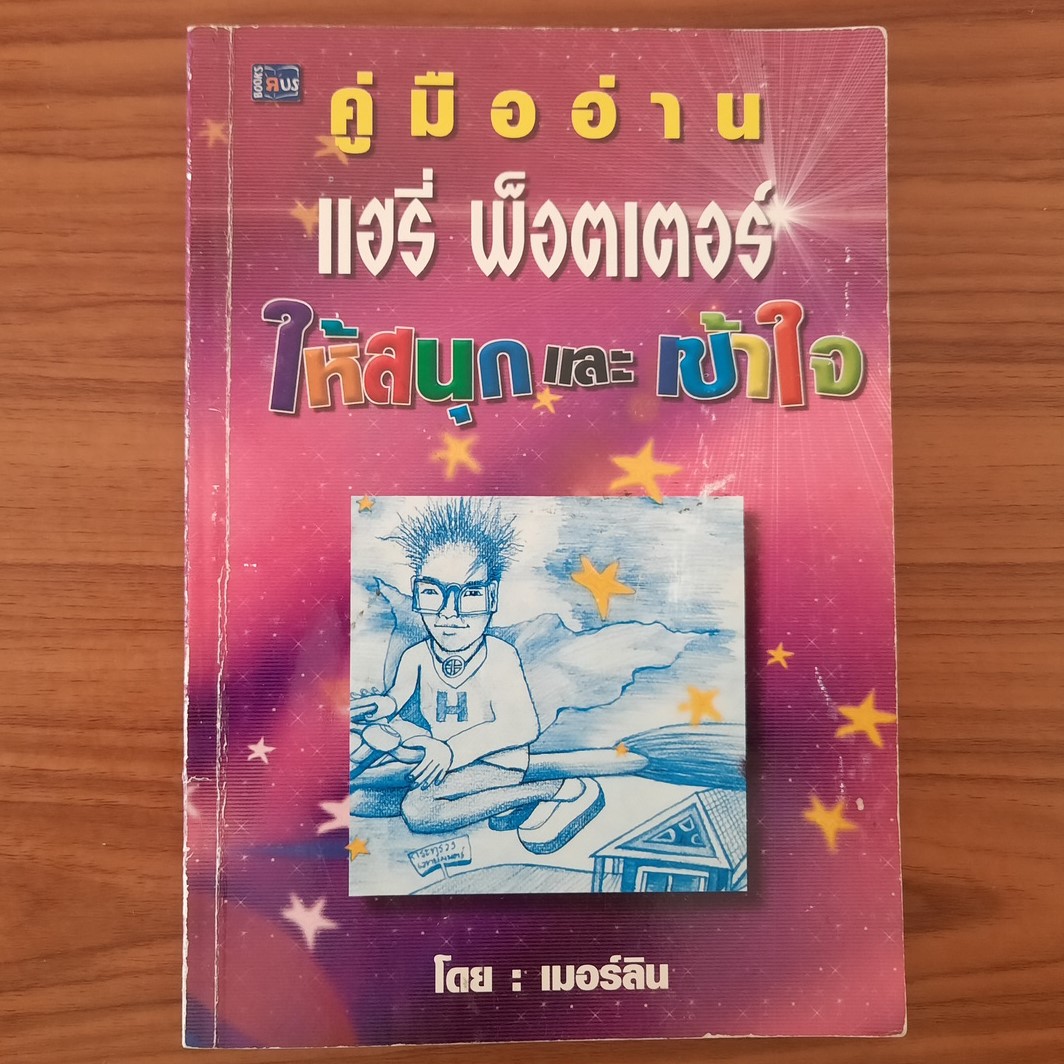 BOOKS RUS
คู่มืออ่าน
แฮรี่ พ็อตเตอร์
ให้สนุกและเข้าใจ
H
โดย : เมอร์ลิน